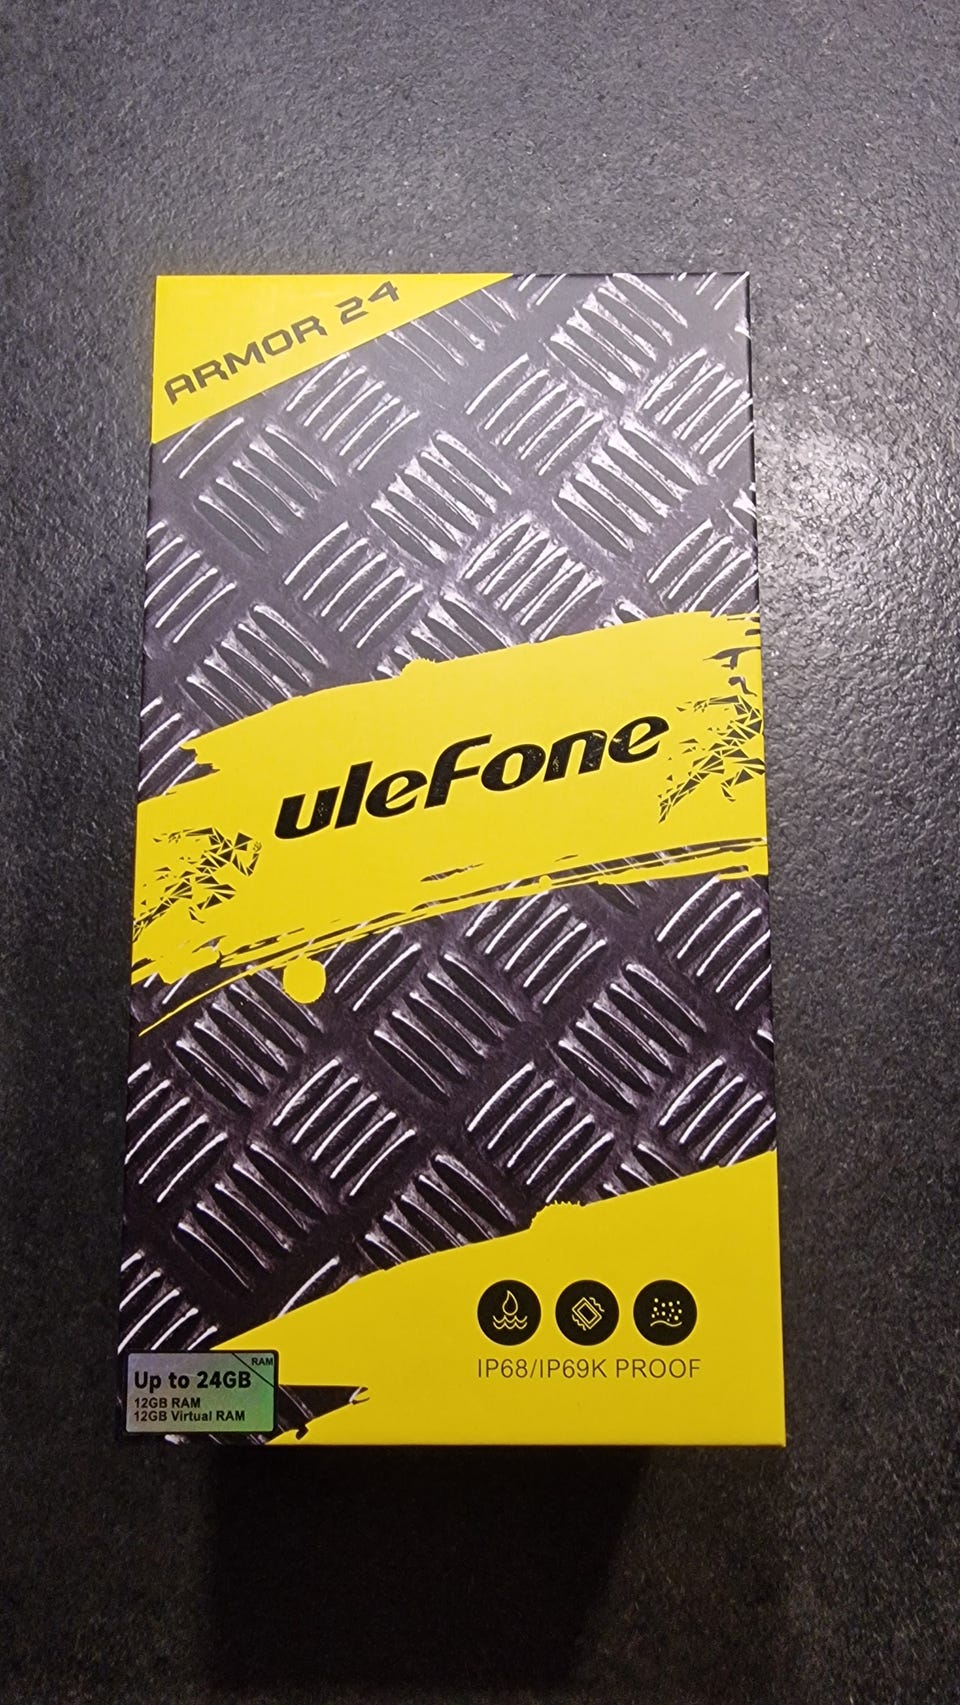 ARMOR 24
ulefone
IP68/IP69K PROOF
RAM
Up to 24GB
12GB RAM
12GB Virtual RAM